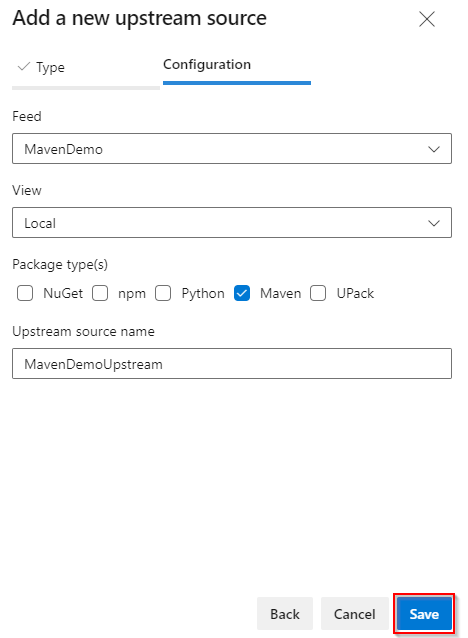 Add a new upstream source
Type
Configuration
Feed
MavenDemo
View
Local
Package type(s)
NuGet npm Python Maven UPack
Upstream source name
MavenDemoUpstream
Back Cancel Save